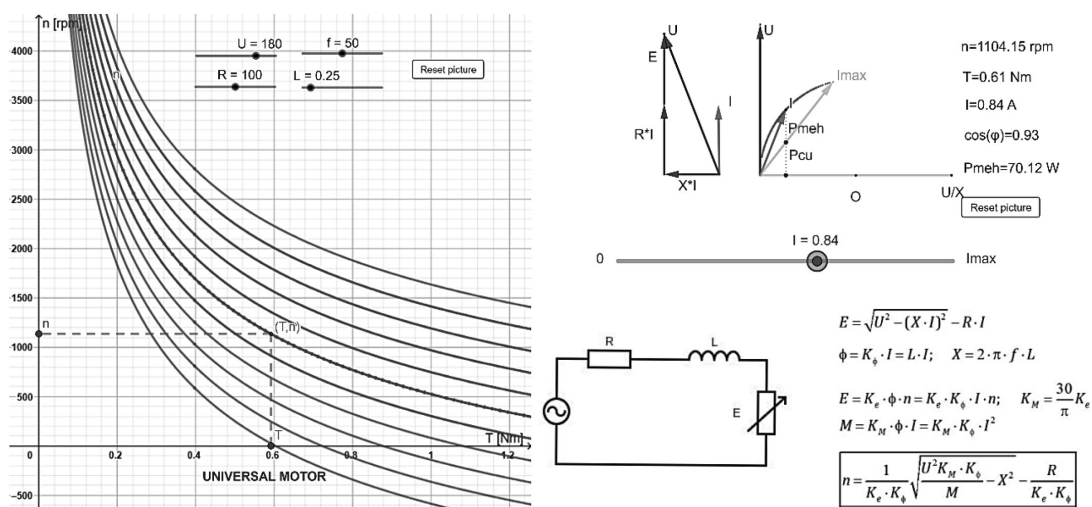 n [rpm]
4000
3500
3000
2500
2000
1500
1000
500
0
−500
0
0.2
0.4
0.6
0.8
1
1.2
U = 180
f = 50
R = 100
L = 0.25
Reset picture
n
n
(T,n)
T
T [Nm]
UNIVERSAL MOTOR
U
E
R*I
X*I
I
U
I
Imax
Pmeh
Pcu
O
U/X
n=1104.15 rpm
T=0.61 Nm
I=0.84 A
cos(φ)=0.93
Pmeh=70.12 W
Reset picture
I = 0.84
0
Imax
R
L
E
E = √(U² − (X·I)²) − R·I
ϕ = K_ϕ·I = L·I; X = 2·π·f·L
E = K_e·ϕ·n = K_e·K_ϕ·I·n; K_M = 30/π K_e
M = K_M·ϕ·I = K_M·K_ϕ·I²
n = 1/(K_e·K_ϕ) √(U²K_M·K_ϕ/M − X²) − R/(K_e·K_ϕ)